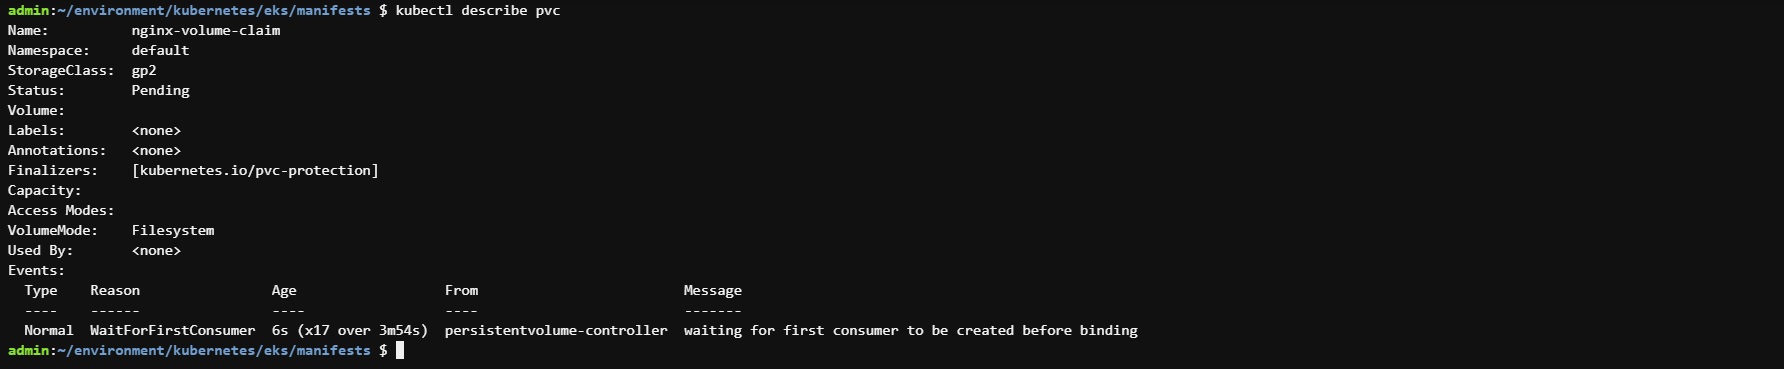 admin:~/environment/kubernetes/eks/manifests $ kubectl describe pvc
Name:          nginx-volume-claim
Namespace:     default
StorageClass:  gp2
Status:        Pending
Volume:
Labels:        <none>
Annotations:   <none>
Finalizers:    [kubernetes.io/pvc-protection]
Capacity:
Access Modes:
VolumeMode:    Filesystem
Used By:       <none>
Events:
  Type    Reason                Age                  From                         Message
  ----    ------                ----                 ----                         -------
  Normal  WaitForFirstConsumer  6s (x17 over 3m54s)  persistentvolume-controller  waiting for first consumer to be created before binding
admin:~/environment/kubernetes/eks/manifests $